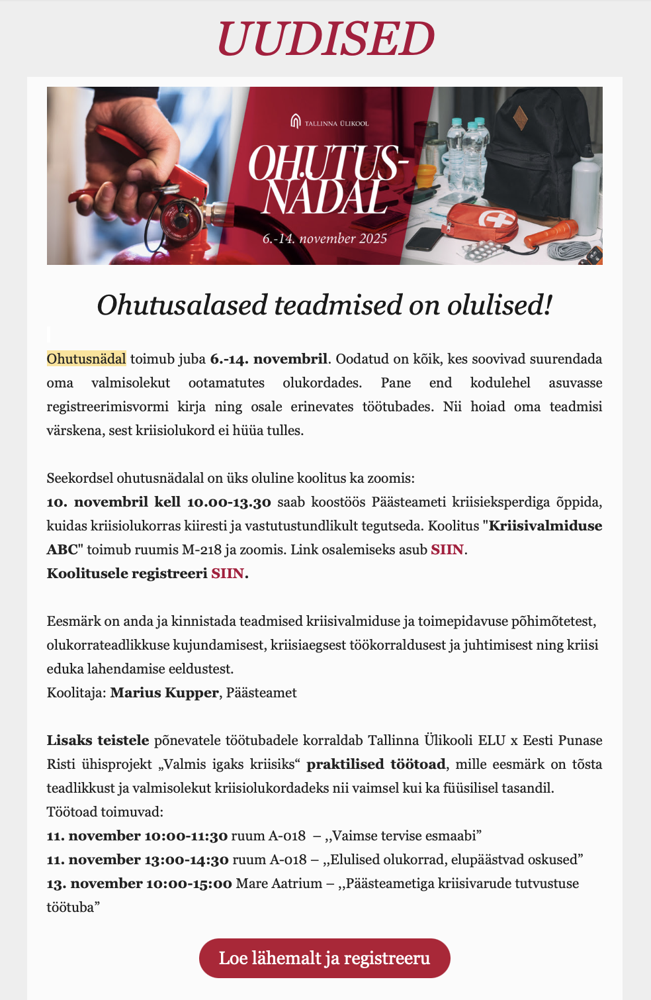 UUDISED
TALLINNA ÜLIKOOL
OHUTUS-
NÄDAL
6.-14. november 2025
Ohutusalased teadmised on olulised!
Ohutusnädal toimub juba 6.-14. novembril. Oodatud on kõik, kes soovivad suurendada
oma valmisolekut ootamatutes olukordades. Pane end kodulehel asuvasse
registreerimisvormi kirja ning osale erinevates töötubades. Nii hoiad oma teadmisi
värskena, sest kriisiolukord ei hüüa tulles.
Seekordsel ohutusnädalal on üks oluline koolitus ka zoomis:
10. novembril kell 10.00-13.30 saab koostöös Päästeameti kriisieksperdiga õppida,
kuidas kriisiolukorras kiiresti ja vastutustundlikult tegutseda. Koolitus "Kriisivalmiduse
ABC" toimub ruumis M-218 ja zoomis. Link osalemiseks asub SIIN.
Koolitusele registreeri SIIN.
Eesmärk on anda ja kinnistada teadmised kriisivalmiduse ja toimepidavuse põhimõtetest,
olukorrateadlikkuse kujundamisest, kriisiaegsest töökorraldusest ja juhtimisest ning kriisi
eduka lahendamise eeldustest.
Koolitaja: Marius Kupper, Päästeamet
Lisaks teistele põnevatele töötubadele korraldab Tallinna Ülikooli ELU x Eesti Punase
Risti ühisprojekt „Valmis igaks kriisiks“ praktilised töötoad, mille eesmärk on tõsta
teadlikkust ja valmisolekut kriisiolukordadeks nii vaimsel kui ka füüsilisel tasandil.
Töötoad toimuvad:
11. november 10:00-11:30 ruum A-018 – ,,Vaimse tervise esmaabi”
11. november 13:00-14:30 ruum A-018 – ,,Elulised olukorrad, elupäästvad oskused”
13. november 10:00-15:00 Mare Aatrium – ,,Päästeametiga kriisivarude tutvustuse
töötuba”
Loe lähemalt ja registreeru